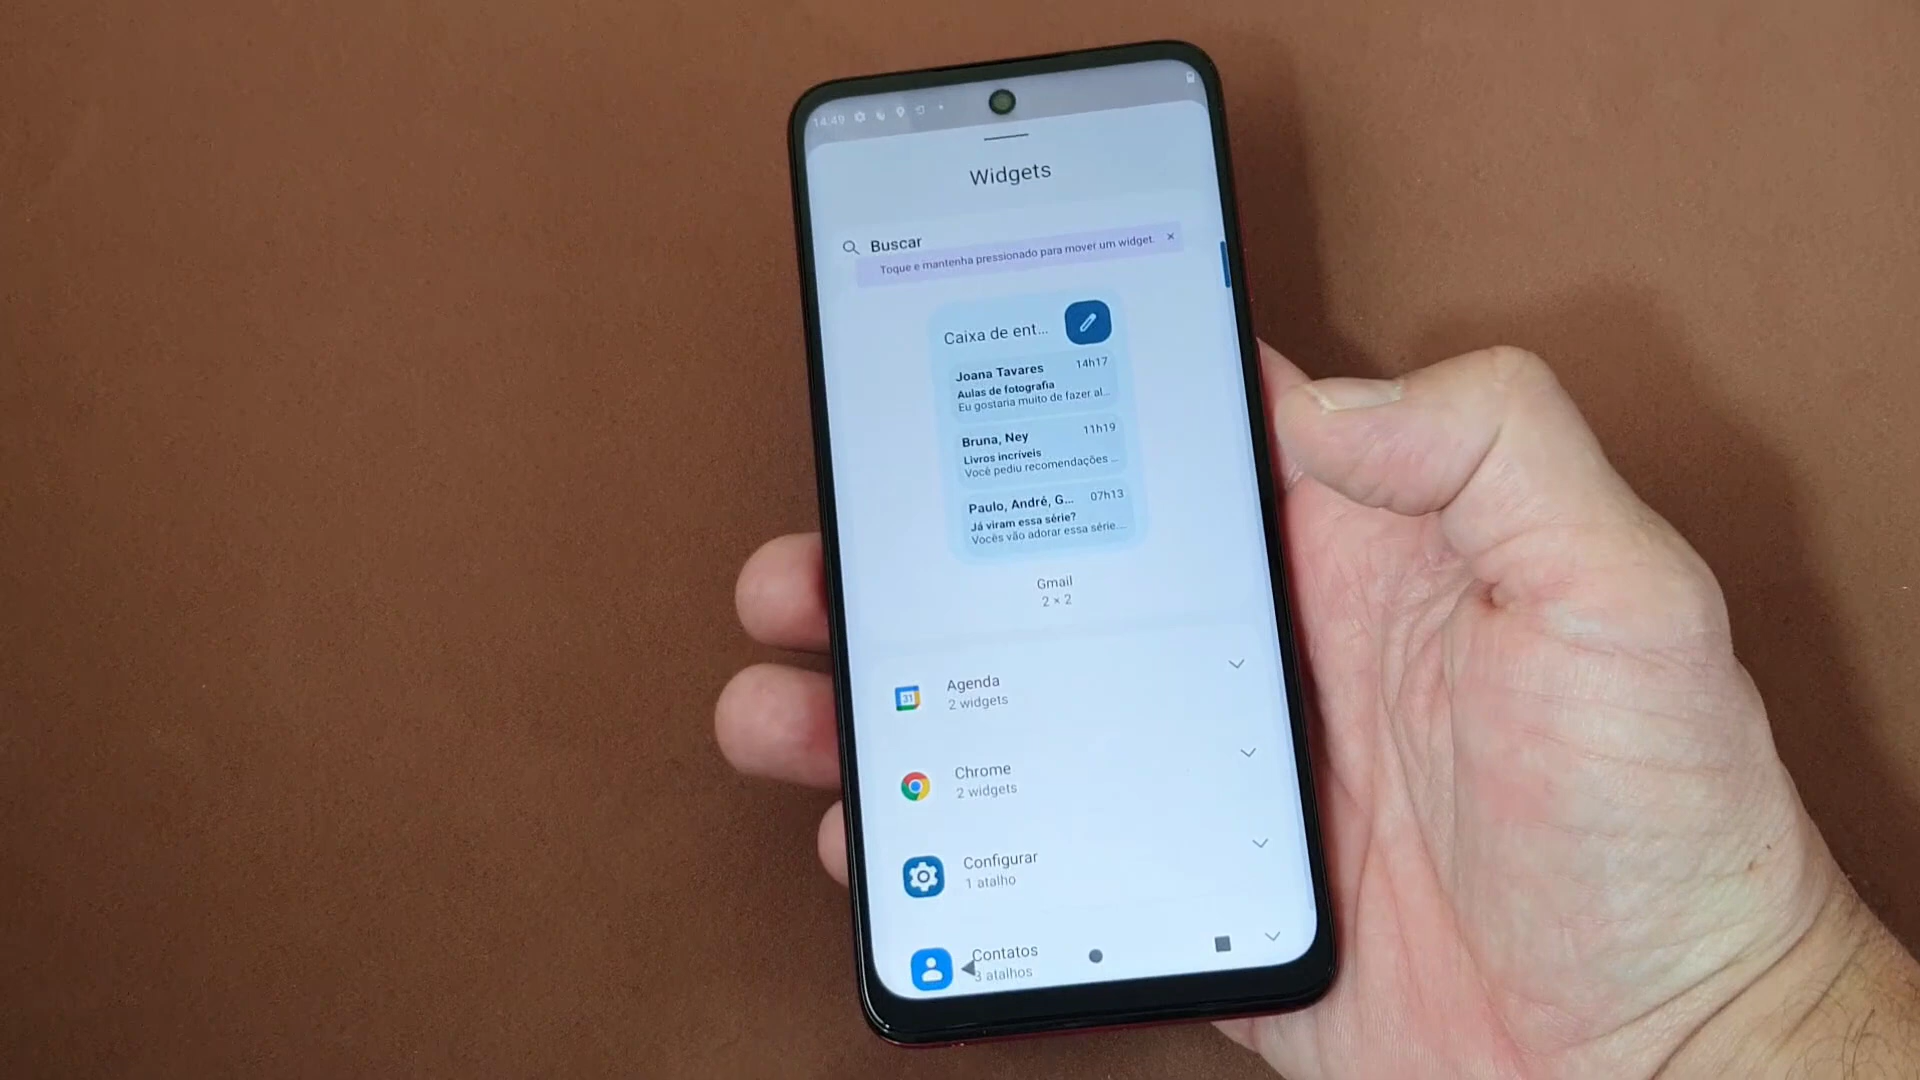 14:49
Widgets
Buscar
Toque e mantenha pressionado para mover um widget.
Caixa de ent...
Joana Tavares 14h17
Aulas de fotografia
Eu gostaria muito de fazer al...
Bruna, Ney 11h19
Livros incríveis
Você pediu recomendações ...
Paulo, André, G... 07h13
Já viram essa série?
Vocês vão adorar essa série....
Gmail
2 × 2
31
Agenda
2 widgets
Chrome
2 widgets
Configurar
1 atalho
Contatos
3 atalhos